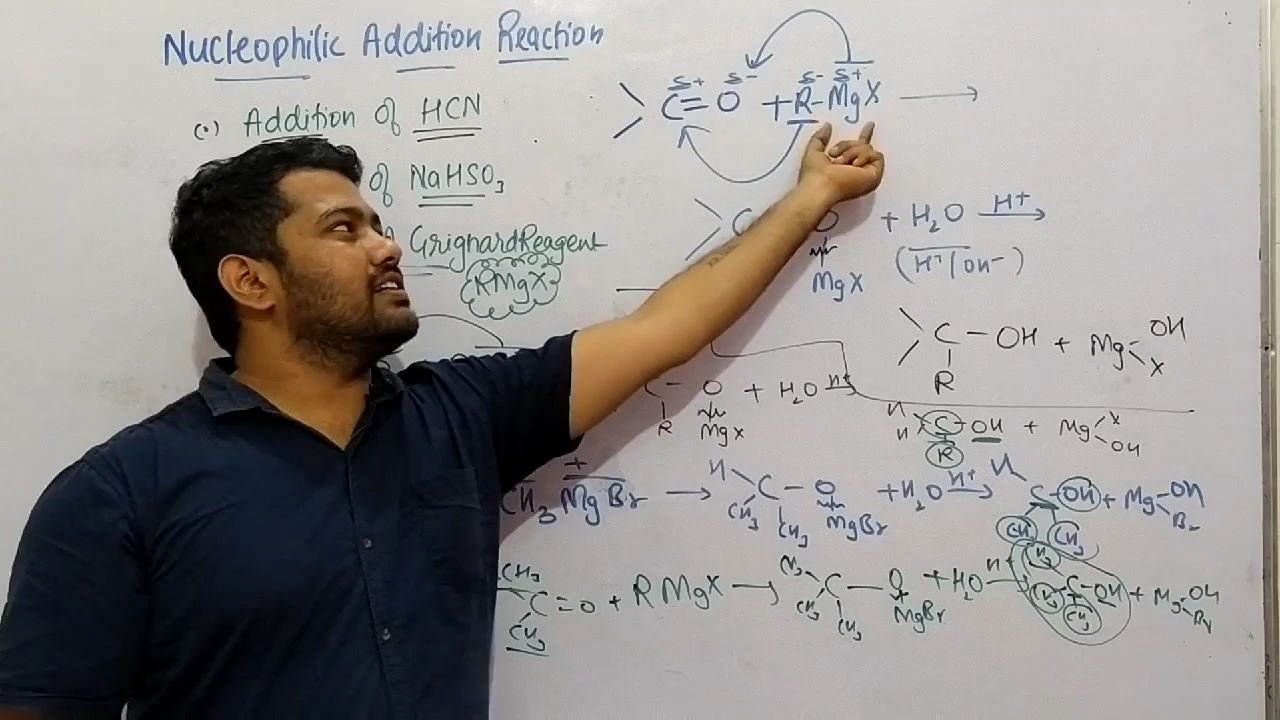 Nucleophilic Addition Reaction
(•) Addition of HCN
of NaHSO3
Grignard Reagent
RMgX
δ+ δ- δ- δ+
C=O + R-MgX ⟶
C O + H2O H+ ⟶
MgX (H+/OH-)
C - OH + Mg OH
R X
C - O + H2O H+
R MgX
H H C-OH + Mg X
R OH
+
CH3 MgBr ⟶ H C - O + H2O H+ ⟶ H C-OH + Mg-OH
CH3 CH3 MgBr CH3 CH3 Br
CH3 C=O + RMgX ⟶ CH3 C - O + H2O H+ ⟶ CH3 C-OH + Mg-OH
CH3 CH3 CH3 MgBr CH3 CH3 Br